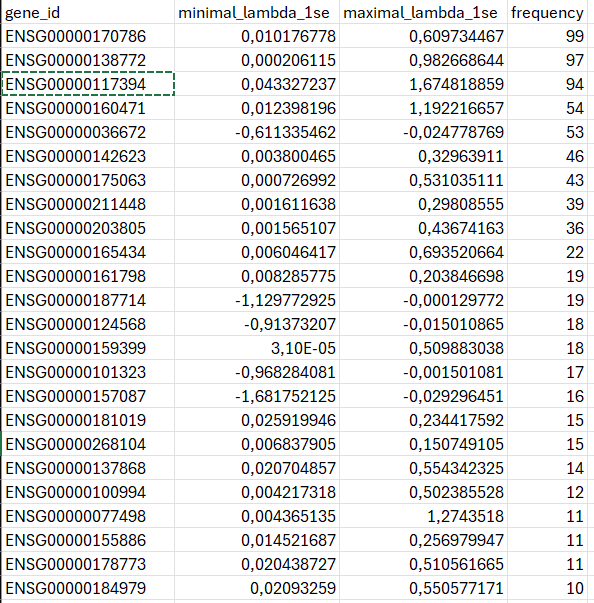 gene_id minimal_lambda_1se maximal_lambda_1se frequency
ENSG00000170786 0,010176778 0,609734467 99
ENSG00000138772 0,000206115 0,982668644 97
ENSG00000117394 0,043327237 1,674818859 94
ENSG00000160471 0,012398196 1,192216657 54
ENSG00000036672 -0,611335462 -0,024778769 53
ENSG00000142623 0,003800465 0,32963911 46
ENSG00000175063 0,000726992 0,531035111 43
ENSG00000211448 0,001611638 0,29808555 39
ENSG00000203805 0,001565107 0,43674163 36
ENSG00000165434 0,006046417 0,693520664 22
ENSG00000161798 0,008285775 0,203846698 19
ENSG00000187714 -1,129772925 -0,000129772 19
ENSG00000124568 -0,91373207 -0,015010865 18
ENSG00000159399 3,10E-05 0,509883038 18
ENSG00000101323 -0,968284081 -0,001501081 17
ENSG00000157087 -1,681752125 -0,029296451 16
ENSG00000181019 0,025919946 0,234417592 15
ENSG00000268104 0,006837905 0,150749105 15
ENSG00000137868 0,020704857 0,554342325 14
ENSG00000100994 0,004217318 0,502385528 12
ENSG00000077498 0,004365135 1,2743518 11
ENSG00000155886 0,014521687 0,256979947 11
ENSG00000178773 0,020438727 0,510561665 11
ENSG00000184979 0,02093259 0,550577171 10